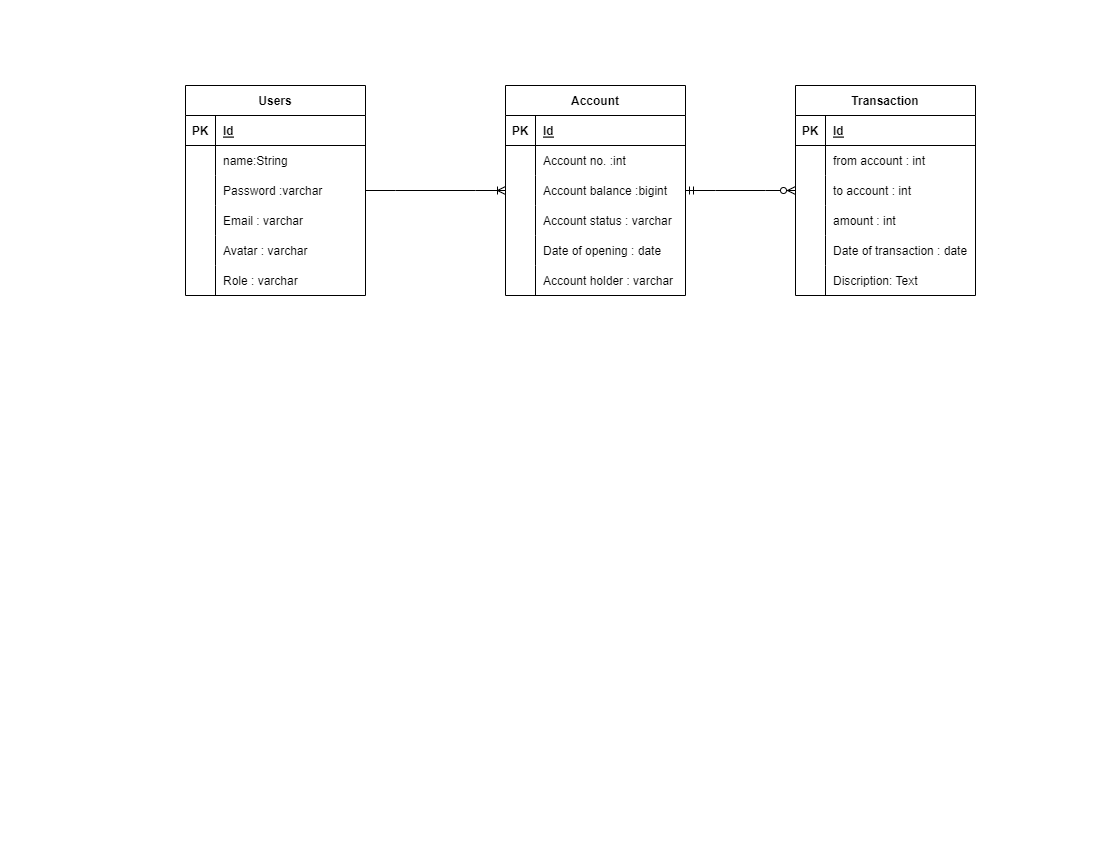 Users
PK Id
name:String
Password :varchar
Email : varchar
Avatar : varchar
Role : varchar
Account
PK Id
Account no. :int
Account balance :bigint
Account status : varchar
Date of opening : date
Account holder : varchar
Transaction
PK Id
from account : int
to account : int
amount : int
Date of transaction : date
Discription: Text